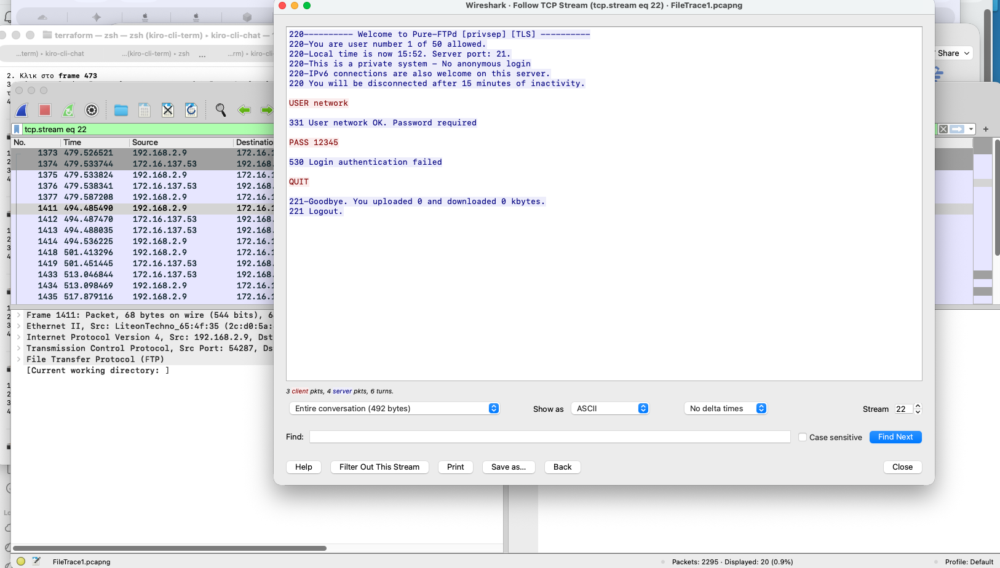 Wireshark · Follow TCP Stream (tcp.stream eq 22) · FileTrace1.pcapng
terraform — zsh — zsh (kiro-cli-term) ▸ kiro-cli-chat —
...term) ▸ kiro-cli-chat
...(kiro-cli-term) ▸ zsh
...
...rm) ▸ kiro-cli
Share
2. Κλικ στο frame 473
tcp.stream eq 22
No. Time Source Destinatio
1373 479.526521 192.168.2.9 172.16.1
1374 479.533744 172.16.137.53 192.168.
1375 479.533824 192.168.2.9 172.16.1
1376 479.538341 172.16.137.53 192.168.
1377 479.587208 192.168.2.9 172.16.1
1411 494.485490 192.168.2.9 172.16.1
1412 494.487470 172.16.137.53 192.168.
1413 494.488035 172.16.137.53 192.168.
1414 494.536225 192.168.2.9 172.16.1
1418 501.413296 192.168.2.9 172.16.1
1419 501.451445 172.16.137.53 192.168.
1433 513.046844 172.16.137.53 192.168.
1434 513.098469 192.168.2.9 172.16.1
1435 517.879116 192.168.2.9 172.16.1
Frame 1411: Packet, 68 bytes on wire (544 bits), 6
Ethernet II, Src: LiteonTechno_65:4f:35 (2c:d0:5a:
Internet Protocol Version 4, Src: 192.168.2.9, Dst
Transmission Control Protocol, Src Port: 54287, Ds
File Transfer Protocol (FTP)
[Current working directory: ]
220---------- Welcome to Pure-FTPd [privsep] [TLS] ----------
220-You are user number 1 of 50 allowed.
220-Local time is now 15:52. Server port: 21.
220-This is a private system - No anonymous login
220-IPv6 connections are also welcome on this server.
220 You will be disconnected after 15 minutes of inactivity.
USER network
331 User network OK. Password required
PASS 12345
530 Login authentication failed
QUIT
221-Goodbye. You uploaded 0 and downloaded 0 kbytes.
221 Logout.
3 client pkts, 4 server pkts, 6 turns.
Entire conversation (492 bytes)
Show as
ASCII
No delta times
Stream 22
Find:
Case sensitive
Find Next
Help
Filter Out This Stream
Print
Save as...
Back
Close
FileTrace1.pcapng
Packets: 2295 · Displayed: 20 (0.9%)
Profile: Default